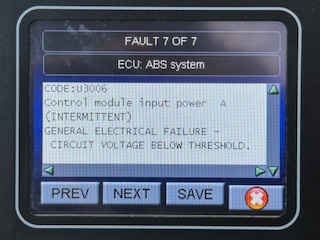 FAULT 7 OF 7
ECU: ABS system
CODE:U3006
Control module input power  A
(INTERMITTENT)
GENERAL ELECTRICAL FAILURE -
CIRCUIT VOLTAGE BELOW THRESHOLD.
PREV NEXT SAVE